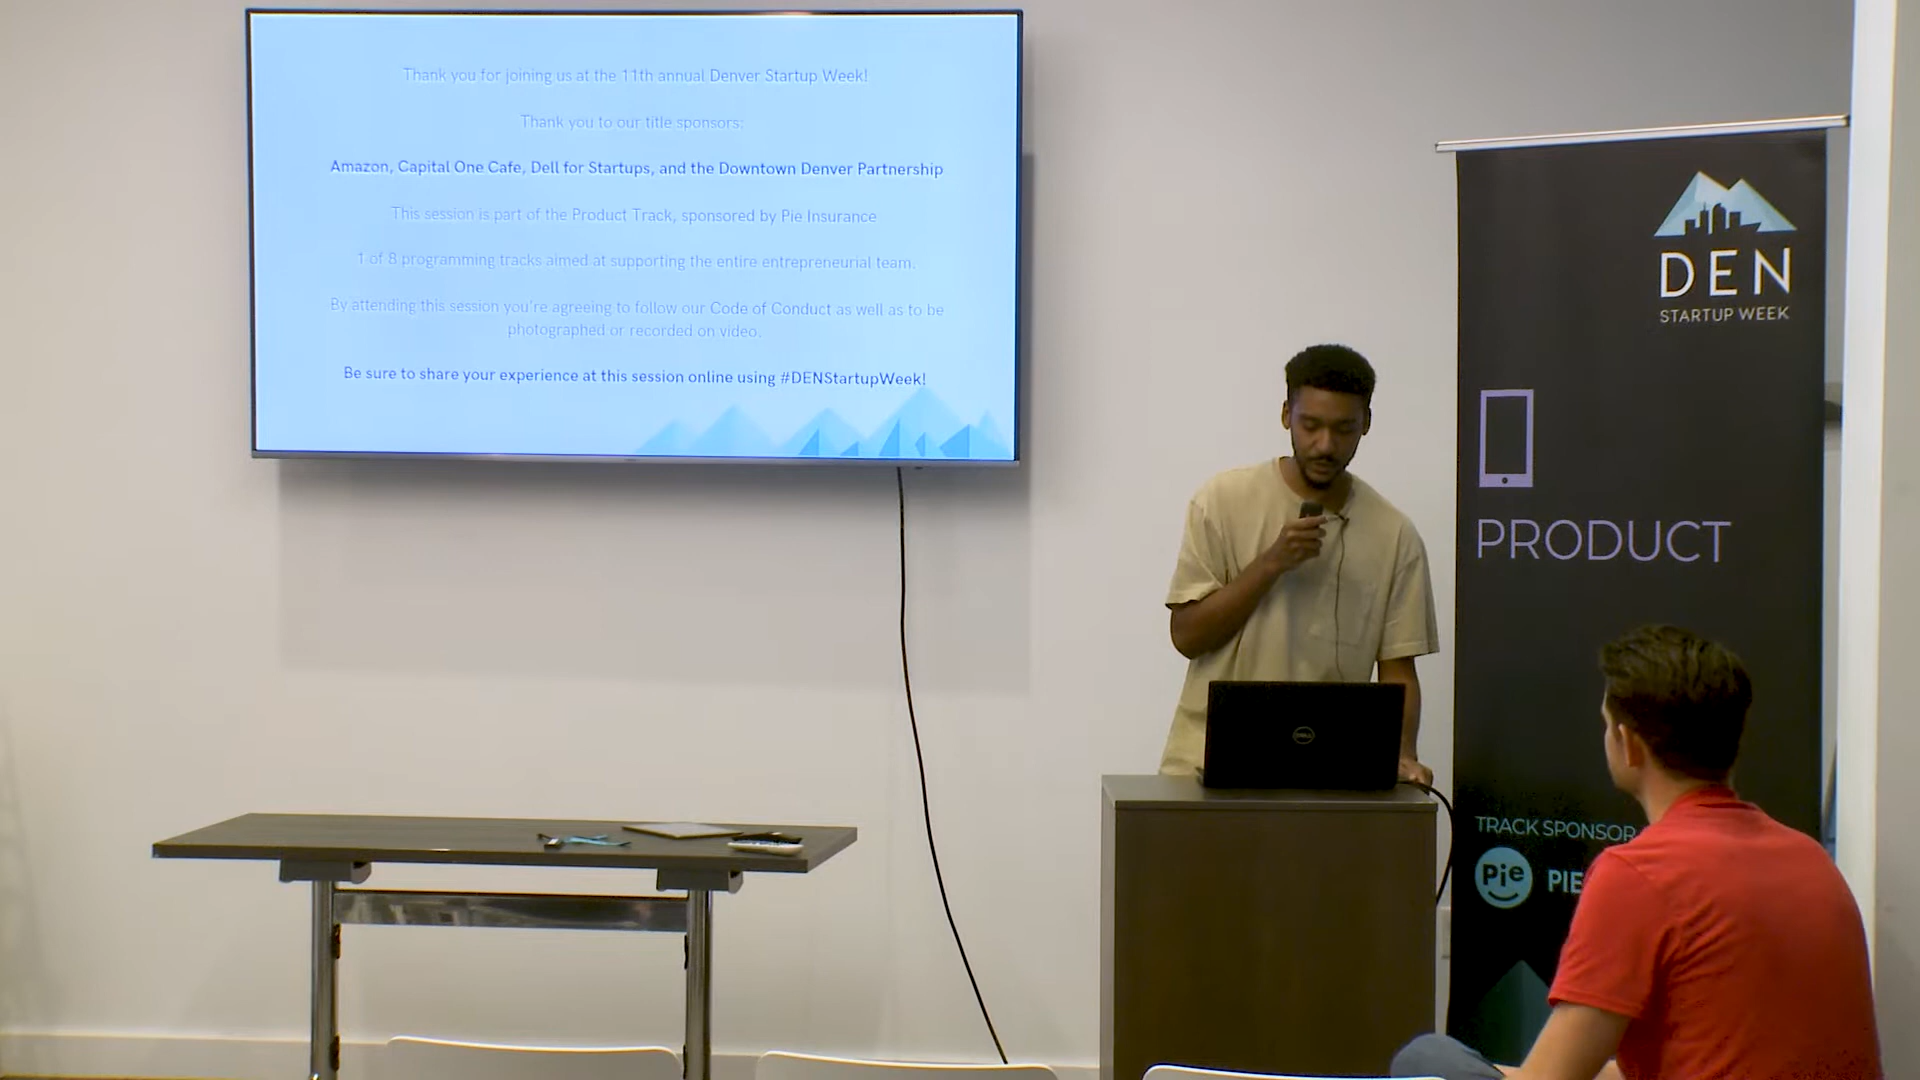 Thank you for joining us at the 11th annual Denver Startup Week!
Thank you to our title sponsors:
Amazon, Capital One Cafe, Dell for Startups, and the Downtown Denver Partnership
This session is part of the Product Track, sponsored by Pie Insurance
1 of 8 programming tracks aimed at supporting the entire entrepreneurial team.
By attending this session you're agreeing to follow our Code of Conduct as well as to be
photographed or recorded on video.
Be sure to share your experience at this session online using #DENStartupWeek!
DEN
STARTUP WEEK
PRODUCT
TRACK SPONSOR
Pie PIE
DELL